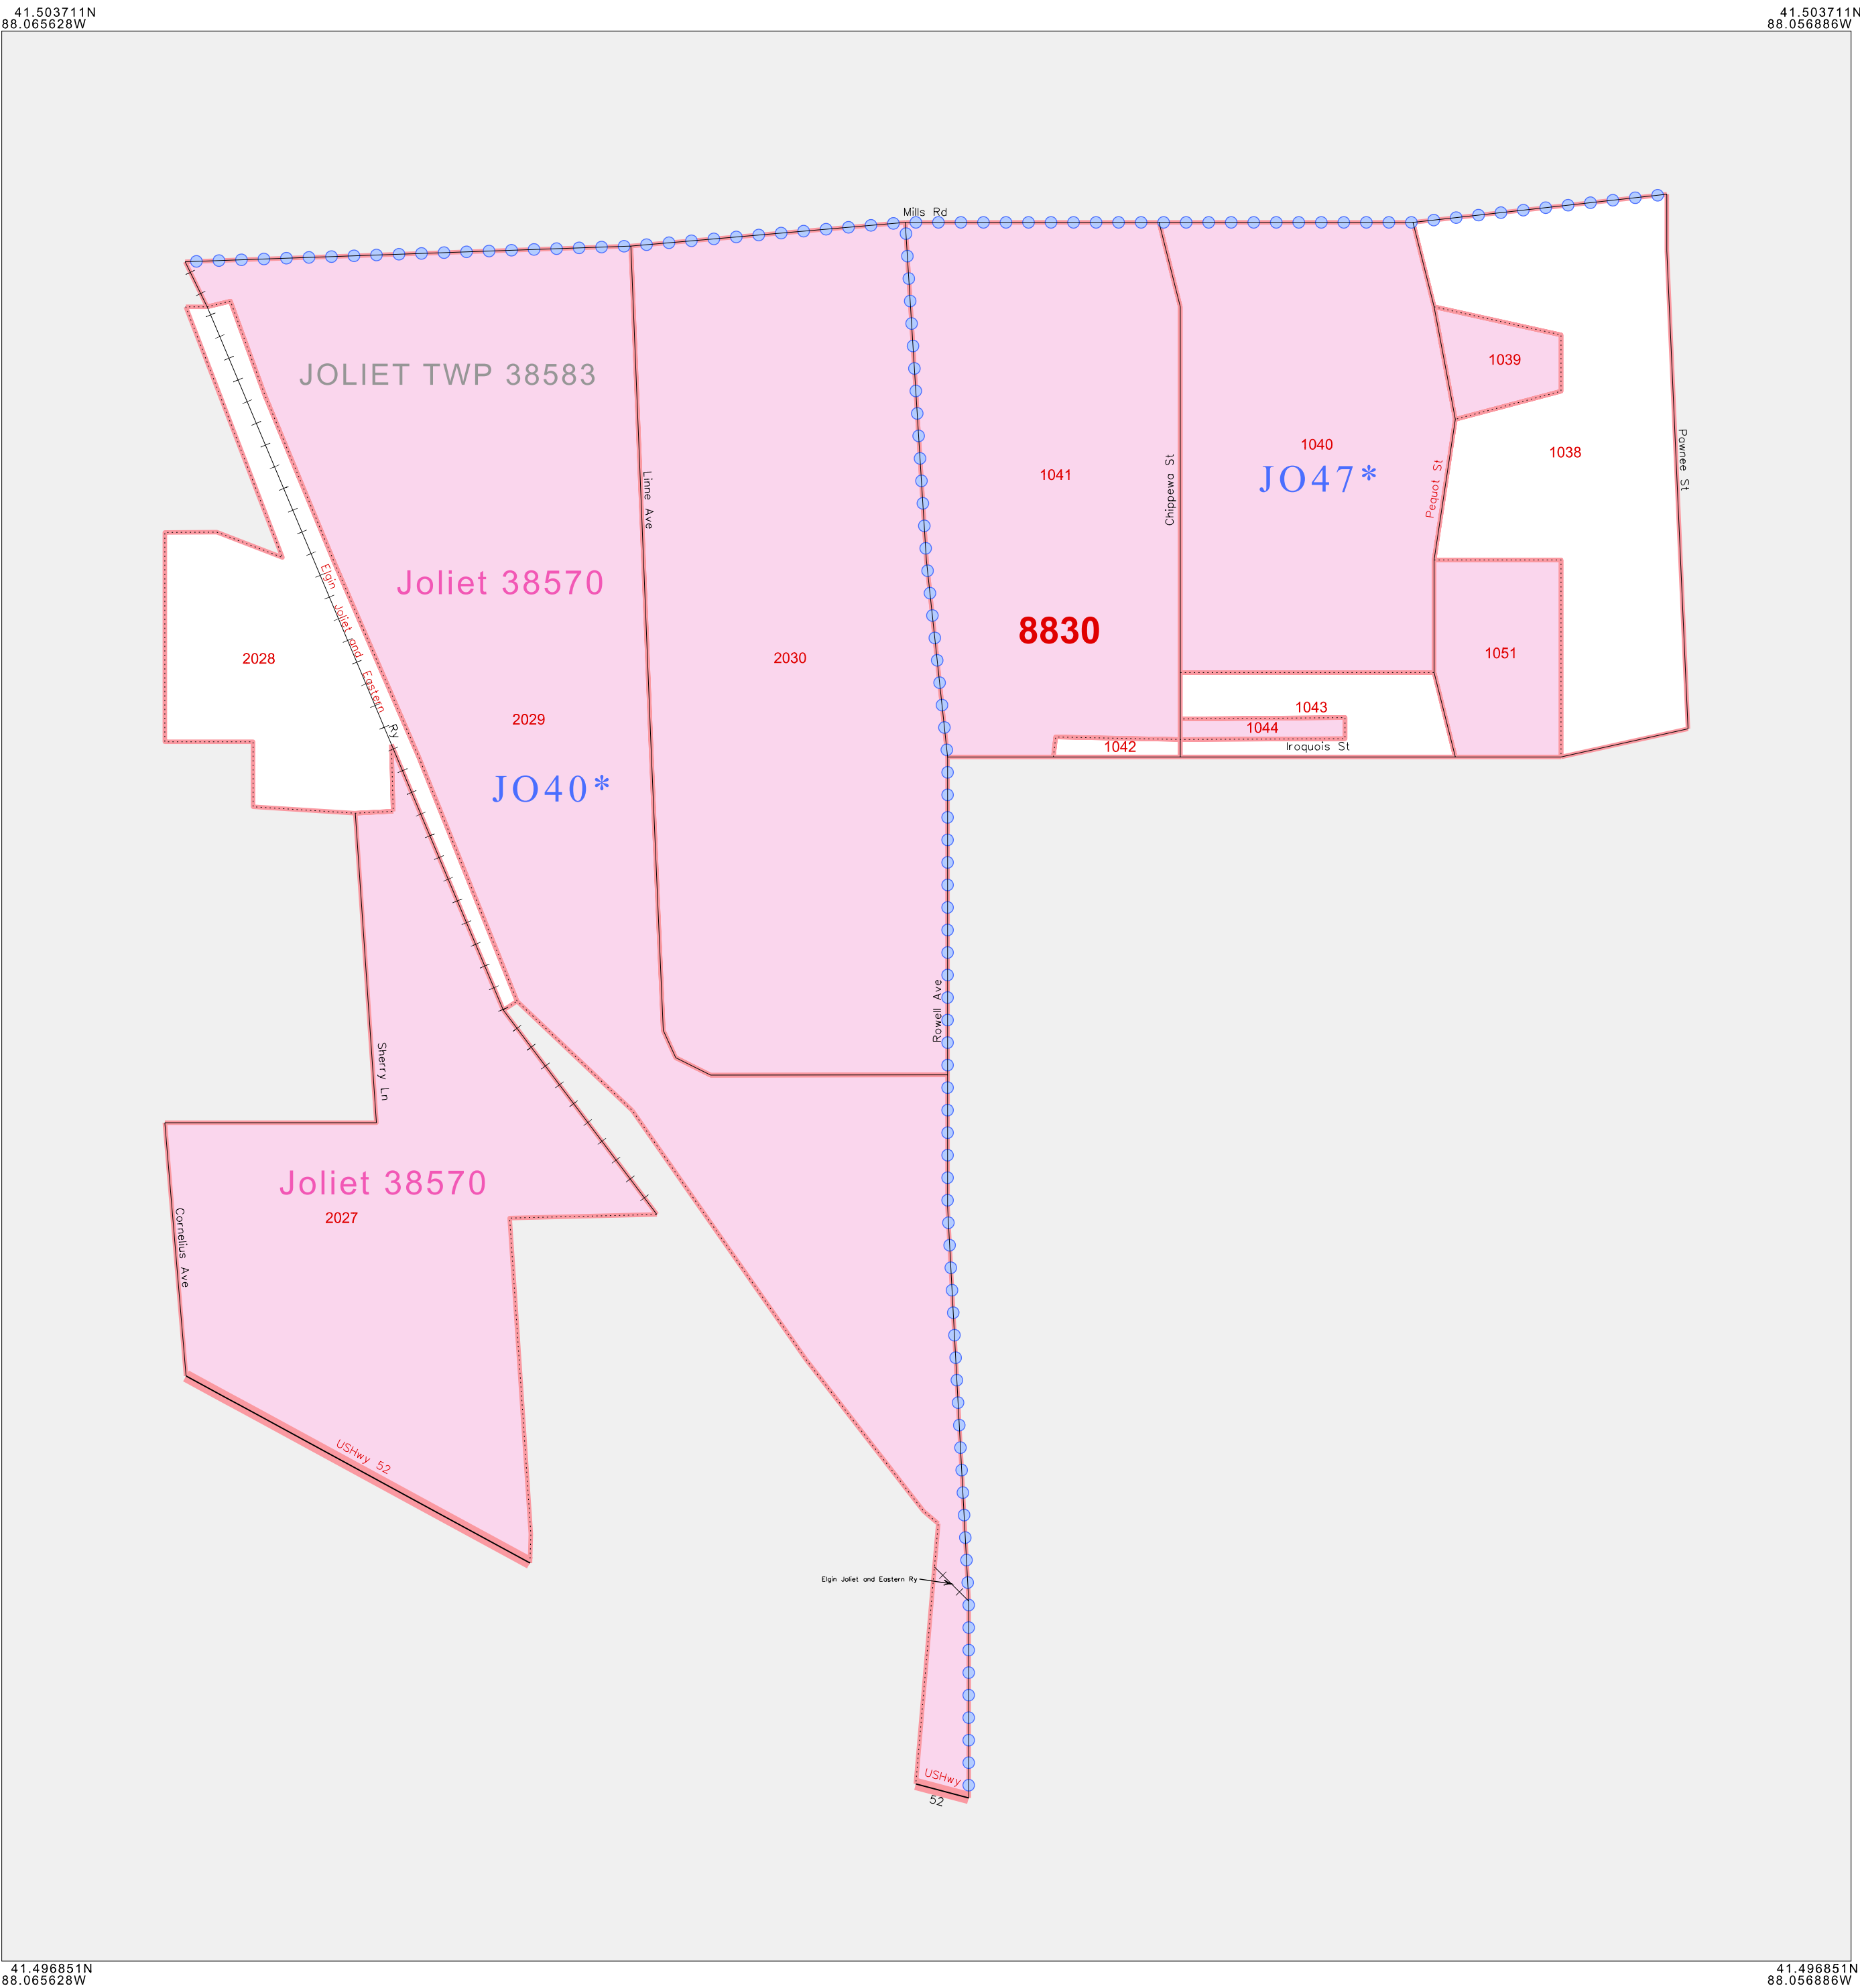 41.503711N
88.065628W
41.503711N
88.056886W
Mills Rd
JOLIET TWP 38583
1039
1040
1038
JO47*
1041
Linne Ave
Chippewa St
Pequot St
Pawnee St
Joliet 38570
Elgin Joliet and Eastern Ry
8830
2028
2030
1051
2029
1043
1044
1042
Iroquois St
JO40*
Rowell Ave
Sherry Ln
Joliet 38570
2027
Cornelius Ave
USHwy 52
Elgin Joliet and Eastern Ry
USHwy
52
41.496851N
88.065628W
41.496851N
88.056886W